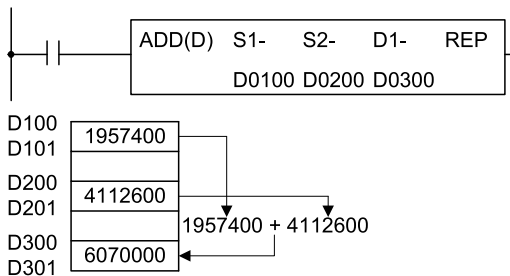 ADD(D) S1- S2- D1- REP
D0100 D0200 D0300
D100
D101
1957400
D200
D201
4112600
1957400 + 4112600
D300
D301
6070000